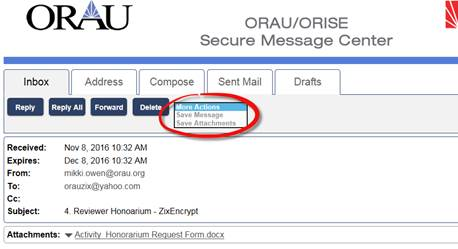 ORAU
ORAU/ORISE
Secure Message Center
Inbox Address Compose Sent Mail Drafts
Reply Reply All Forward Delete More Actions
Save Message
Save Attachments
Received: Nov 8, 2016 10:32 AM
Expires: Dec 8, 2016 10:32 AM
From: mikki.owen@orau.org
To: orauzix@yahoo.com
Cc:
Subject: 4. Reviewer Honoarium - ZixEncrypt
Attachments: Activity_Honorarium Request Form.docx